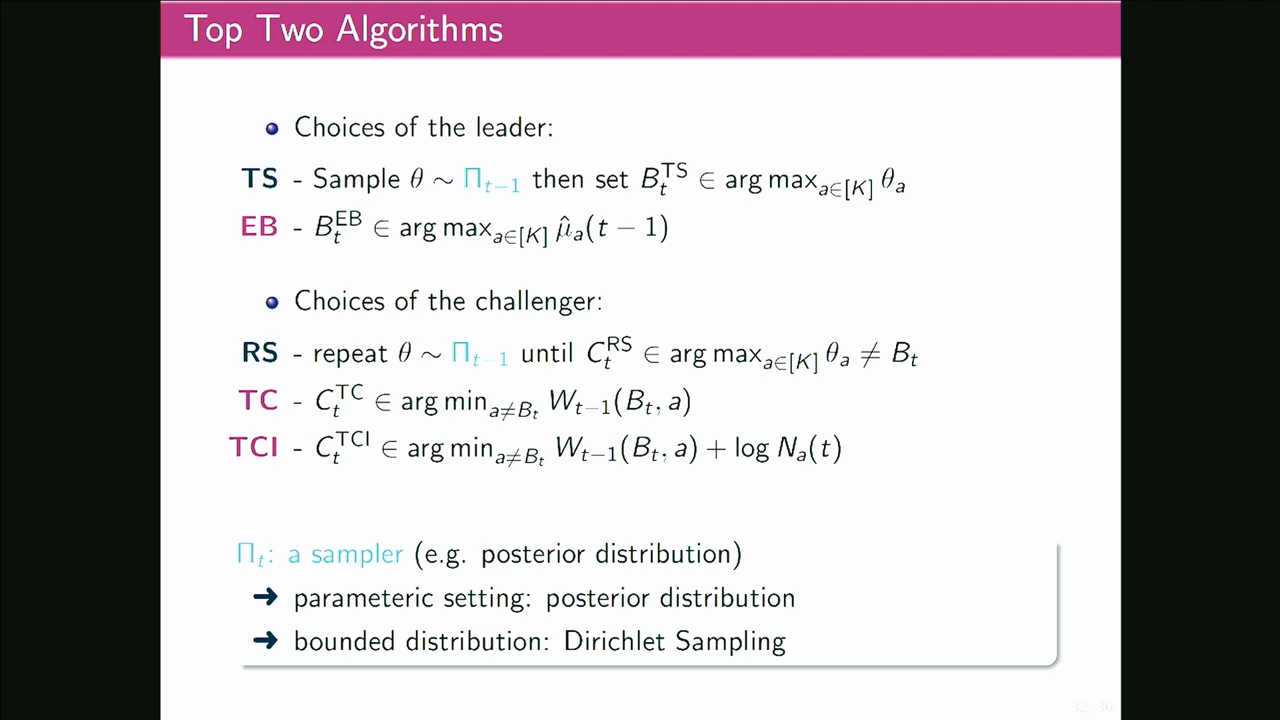 Top Two Algorithms
• Choices of the leader:
TS - Sample θ ∼ Π_{t−1} then set B_t^{TS} ∈ arg max_{a∈[K]} θ_a
EB - B_t^{EB} ∈ arg max_{a∈[K]} μ̂_a(t − 1)
• Choices of the challenger:
RS - repeat θ ∼ Π_{t−1} until C_t^{RS} ∈ arg max_{a∈[K]} θ_a ≠ B_t
TC - C_t^{TC} ∈ arg min_{a≠B_t} W_{t−1}(B_t, a)
TCI - C_t^{TCI} ∈ arg min_{a≠B_t} W_{t−1}(B_t, a) + log N_a(t)
Π_t: a sampler (e.g. posterior distribution)
➜ parameteric setting: posterior distribution
➜ bounded distribution: Dirichlet Sampling
32/36